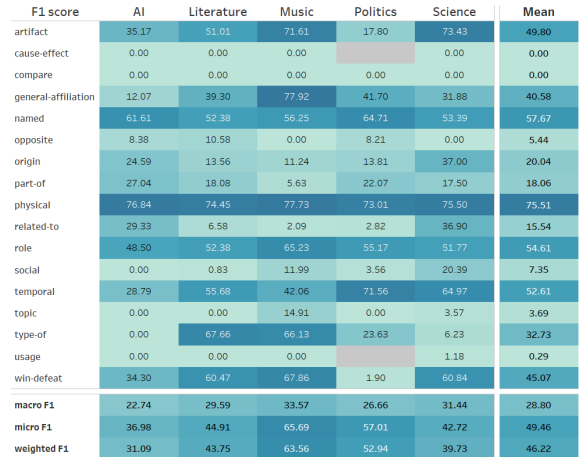 F1 score AI Literature Music Politics Science Mean
artifact 35.17 51.01 71.61 17.80 73.43 49.80
cause-effect 0.00 0.00 0.00 0.00 0.00
compare 0.00 0.00 0.00 0.00 0.00 0.00
general-affiliation 12.07 39.30 77.92 41.70 31.88 40.58
named 61.61 52.38 56.25 64.71 53.39 57.67
opposite 8.38 10.58 0.00 8.21 0.00 5.44
origin 24.59 13.56 11.24 13.81 37.00 20.04
part-of 27.04 18.08 5.63 22.07 17.50 18.06
physical 76.84 74.45 77.73 73.01 75.50 75.51
related-to 29.33 6.58 2.09 2.82 36.90 15.54
role 48.50 52.38 65.23 55.17 51.77 54.61
social 0.00 0.83 11.99 3.56 20.39 7.35
temporal 28.79 55.68 42.06 71.56 64.97 52.61
topic 0.00 0.00 14.91 0.00 3.57 3.69
type-of 0.00 67.66 66.13 23.63 6.23 32.73
usage 0.00 0.00 0.00 1.18 0.29
win-defeat 34.30 60.47 67.86 1.90 60.84 45.07
macro F1 22.74 29.59 33.57 26.66 31.44 28.80
micro F1 36.98 44.91 65.69 57.01 42.72 49.46
weighted F1 31.09 43.75 63.56 52.94 39.73 46.22